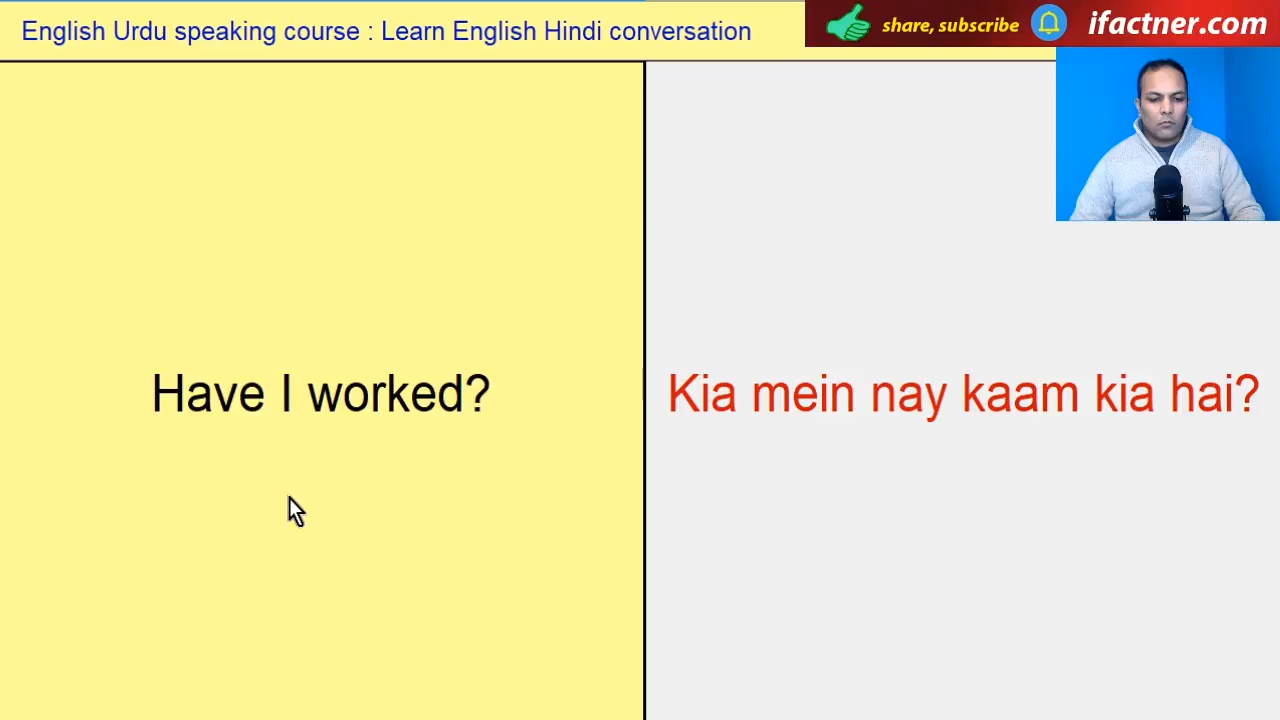 English Urdu speaking course : Learn English Hindi conversation
share, subscribe
ifactner.com
Have I worked?
Kia mein nay kaam kia hai?